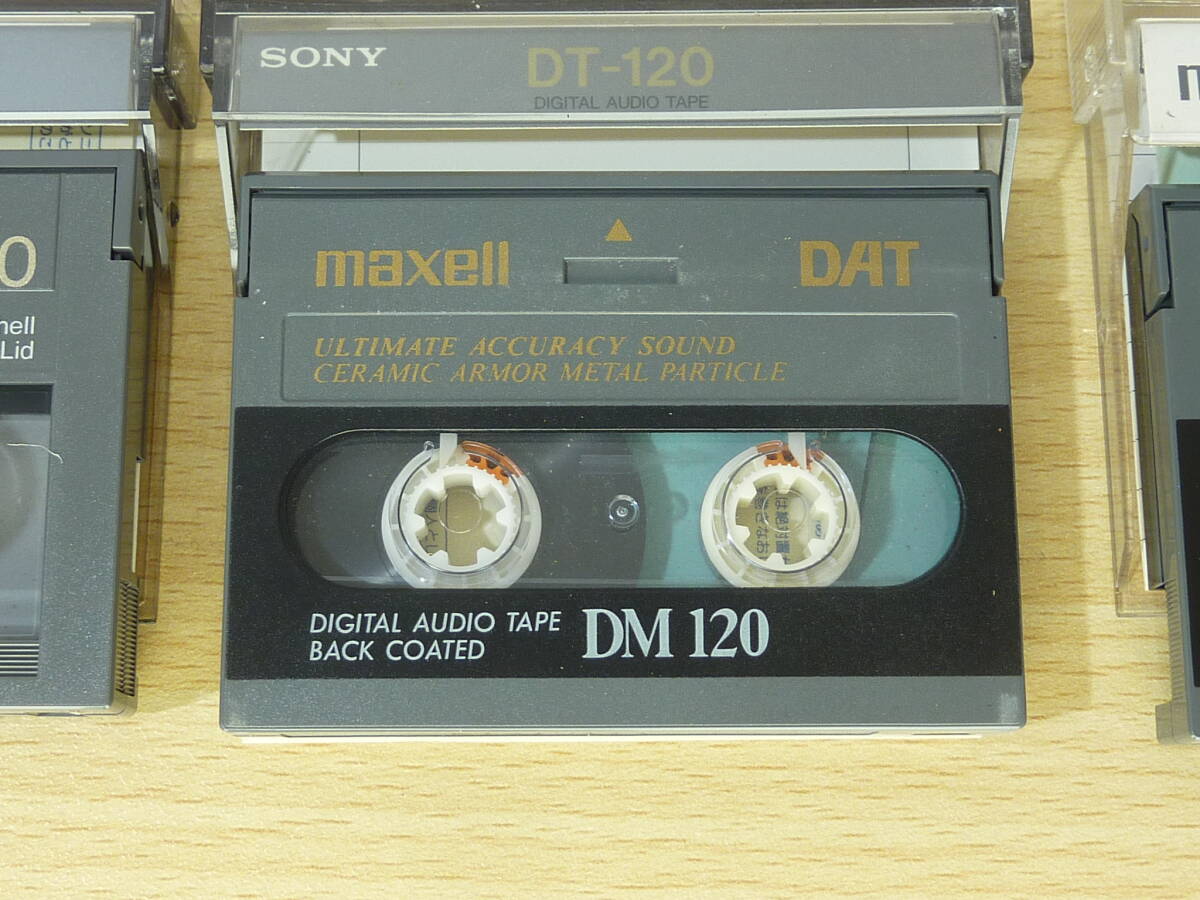 SONY
DT-120
DIGITAL AUDIO TAPE
maxell
DAT
ULTIMATE ACCURACY SOUND
CERAMIC ARMOR METAL PARTICLE
DIGITAL AUDIO TAPE
BACK COATED
DM 120
0
Lid
m